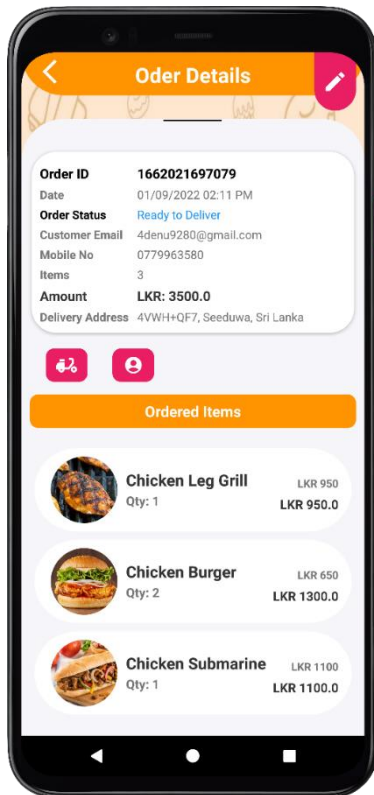 Oder Details
Order ID 1662021697079
Date 01/09/2022 02:11 PM
Order Status Ready to Deliver
Customer Email 4denu9280@gmail.com
Mobile No 0779963580
Items 3
Amount LKR: 3500.0
Delivery Address 4VWH+QF7, Seeduwa, Sri Lanka
Ordered Items
Chicken Leg Grill LKR 950
Qty: 1 LKR 950.0
Chicken Burger LKR 650
Qty: 2 LKR 1300.0
Chicken Submarine LKR 1100
Qty: 1 LKR 1100.0